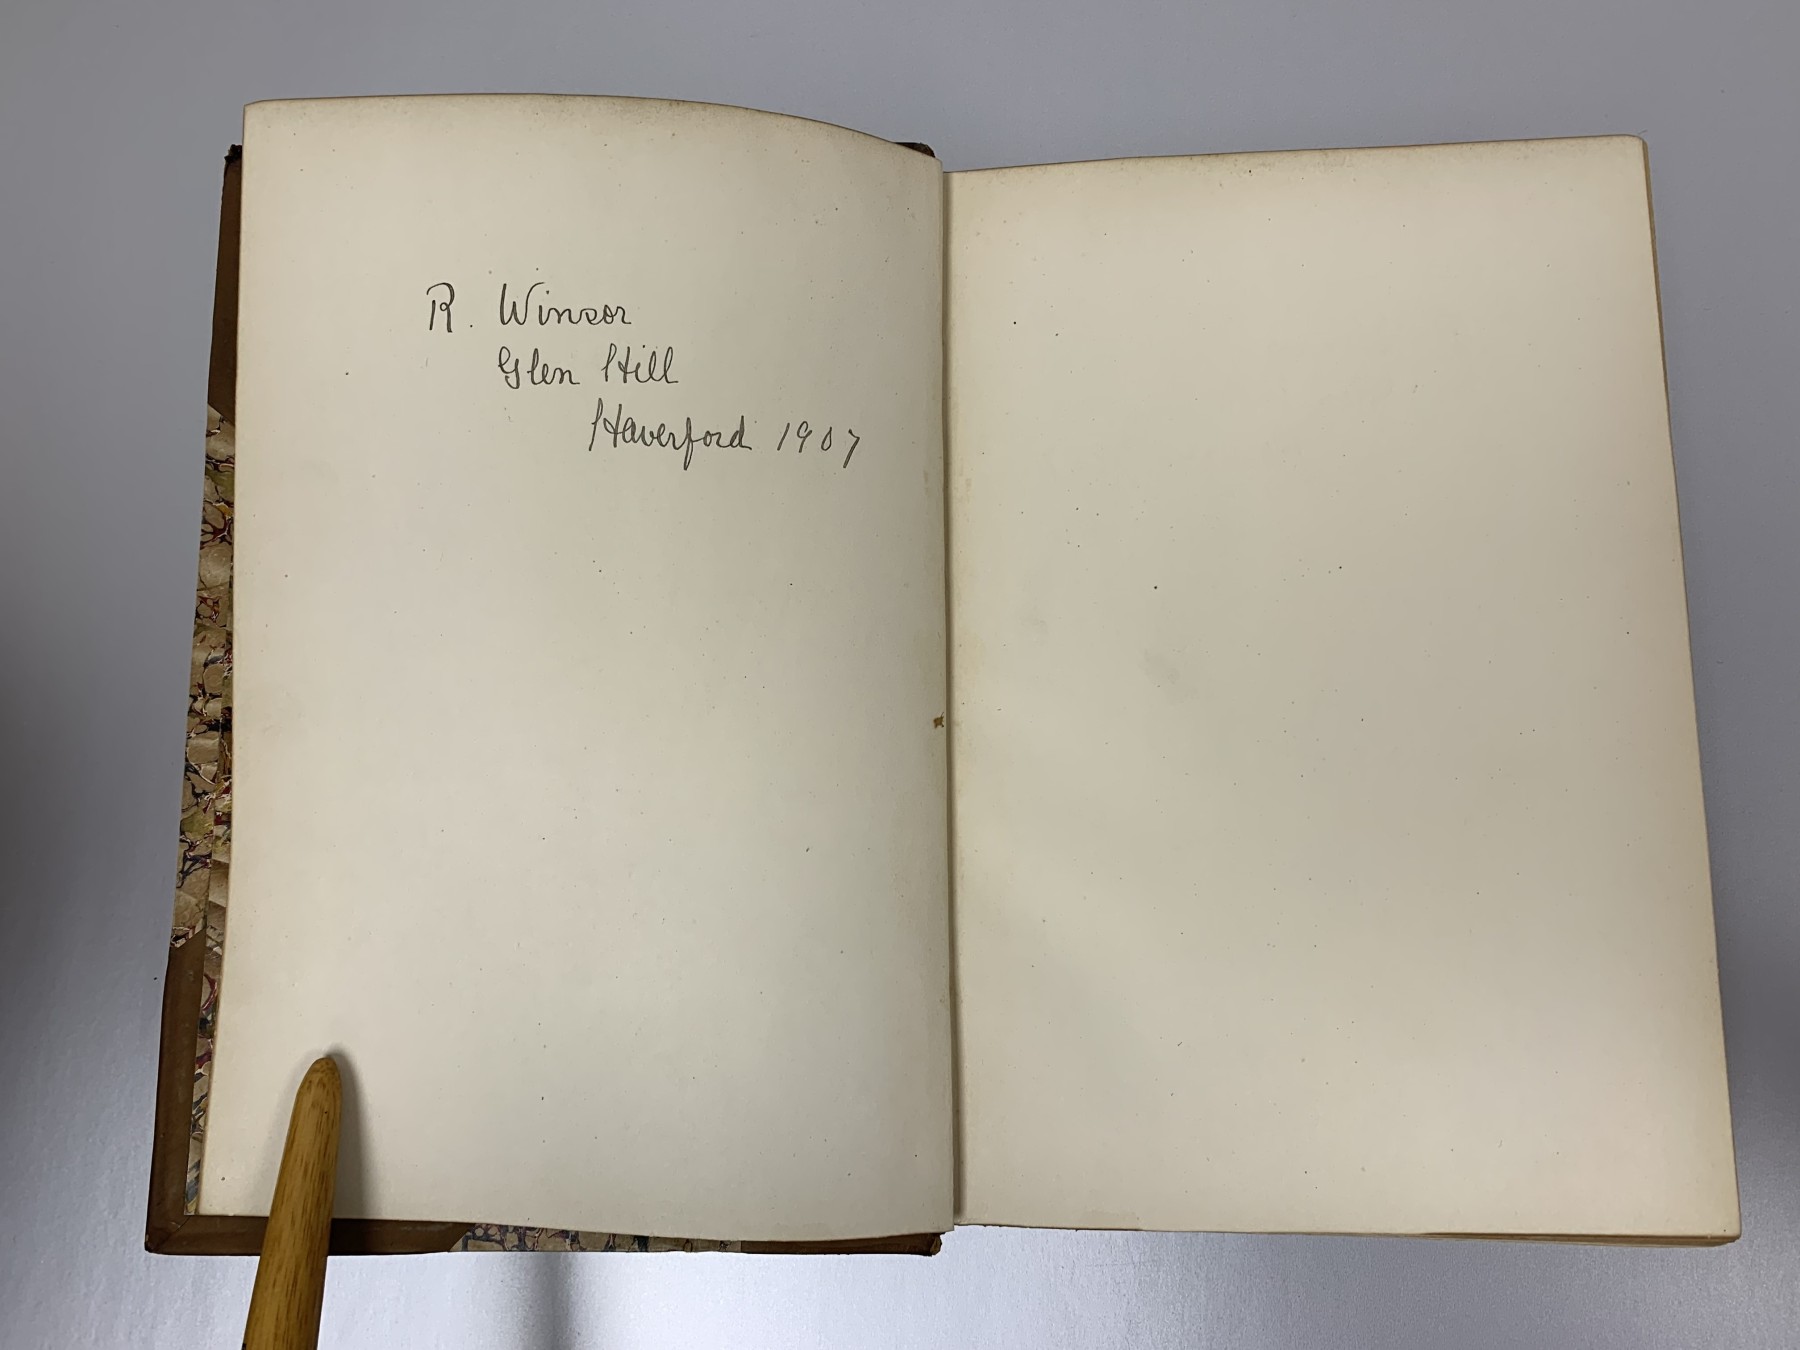 R. Winsor
Glen Hill
Haverford 1907